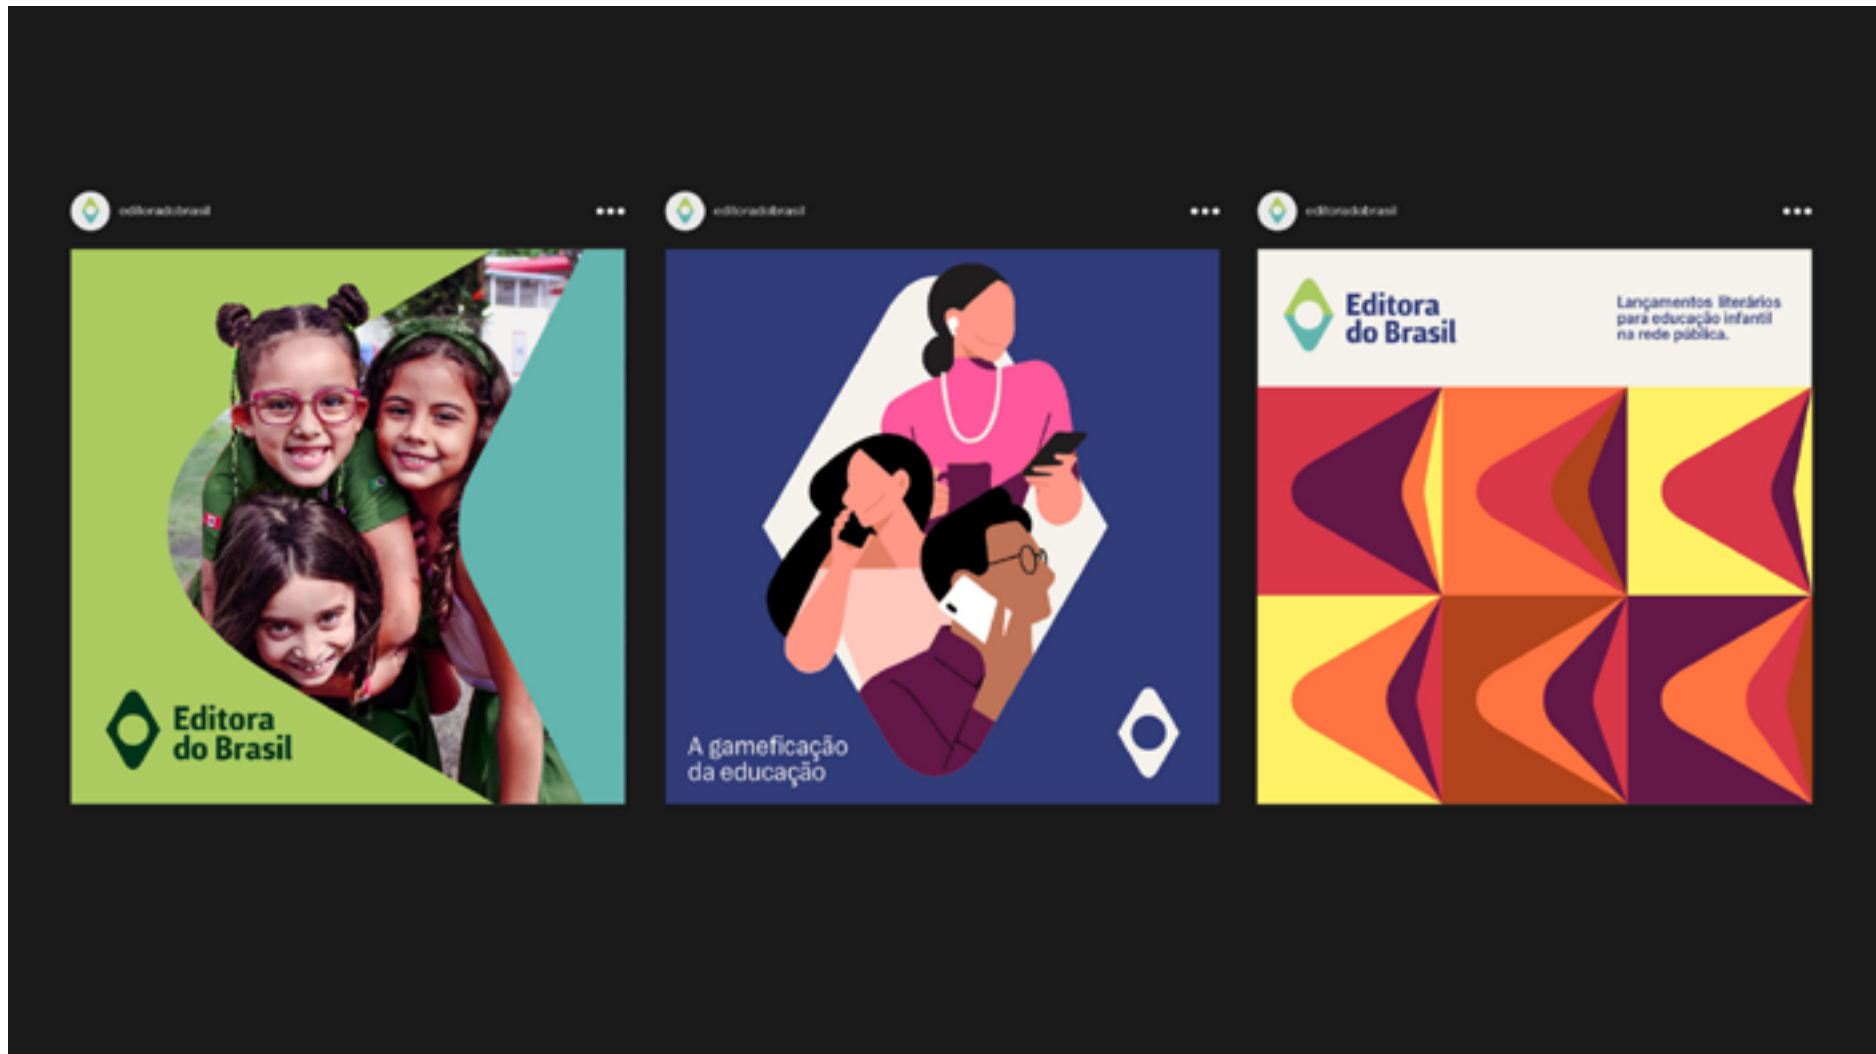 editoradobrasil
editoradobrasil
editoradobrasil
Editora
do Brasil
A gameficação
da educação
Editora
do Brasil
Lançamentos literários
para educação infantil
na rede pública.